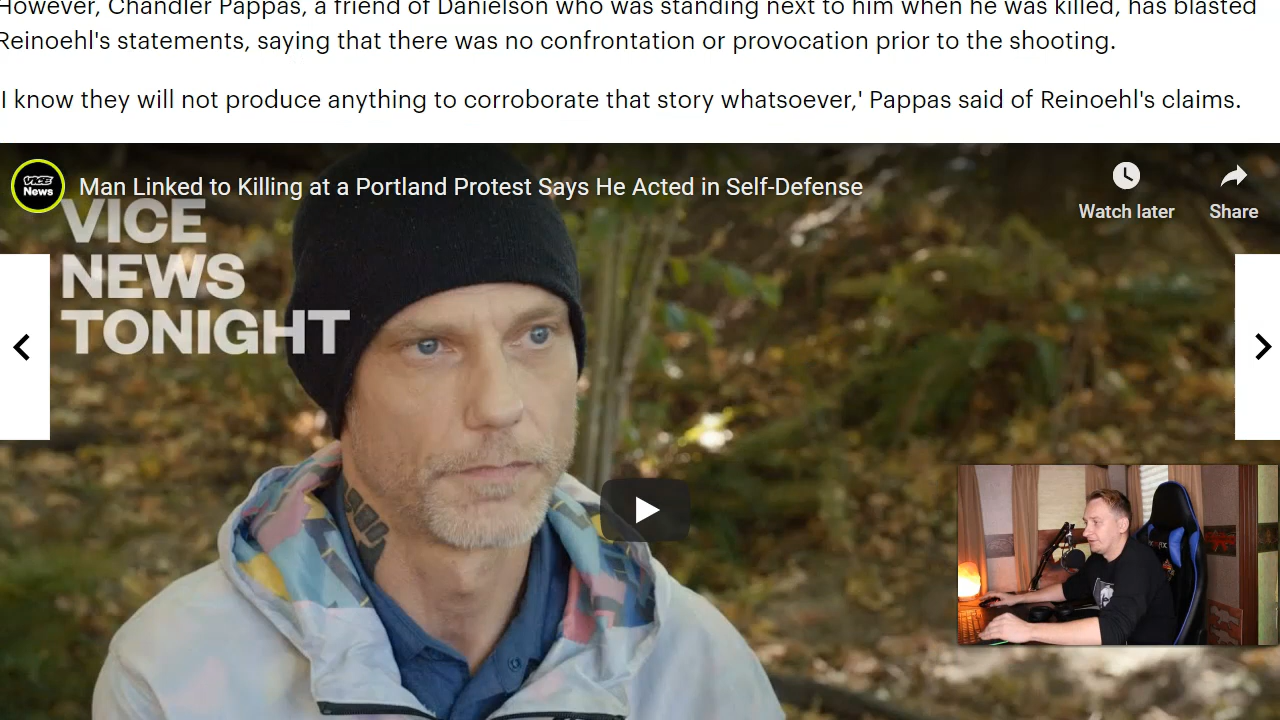 However, Chandler Pappas, a friend of Danielson who was standing next to him when he was killed, has blasted
Reinoehl's statements, saying that there was no confrontation or provocation prior to the shooting.
I know they will not produce anything to corroborate that story whatsoever,' Pappas said of Reinoehl's claims.
VICE
News
Man Linked to Killing at a Portland Protest Says He Acted in Self-Defense
Watch later
Share
VICE
NEWS
TONIGHT